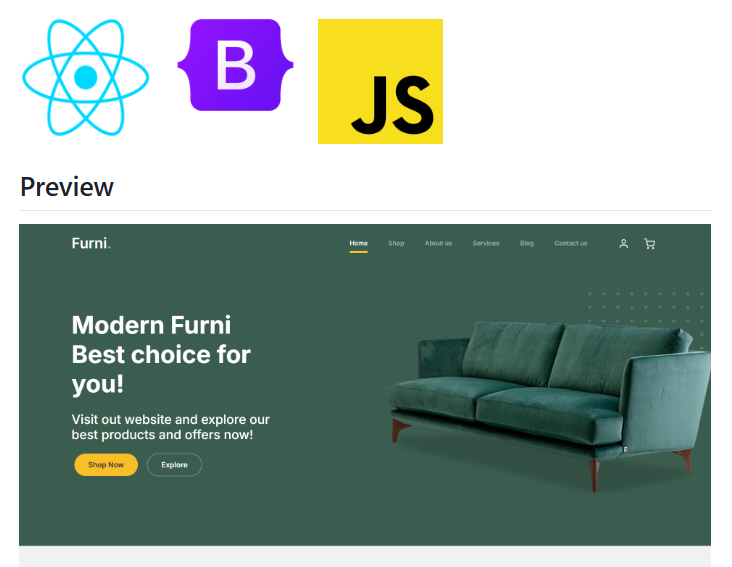 B
JS
Preview
Furni.
Home Shop About us Services Blog Contact us
Modern Furni
Best choice for
you!
Visit out website and explore our
best products and offers now!
Shop Now Explore